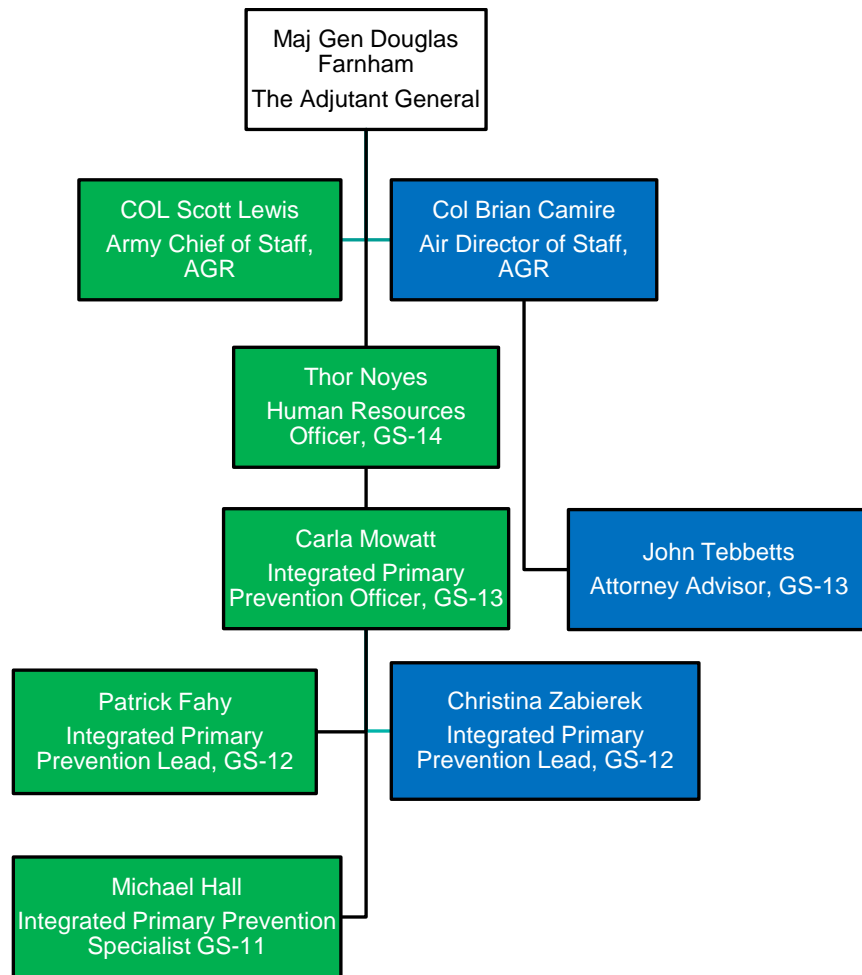 Maj Gen Douglas
Farnham
The Adjutant General
COL Scott Lewis
Army Chief of Staff,
AGR
Col Brian Camire
Air Director of Staff,
AGR
Thor Noyes
Human Resources
Officer, GS-14
Carla Mowatt
Integrated Primary
Prevention Officer, GS-13
John Tebbetts
Attorney Advisor, GS-13
Patrick Fahy
Integrated Primary
Prevention Lead, GS-12
Christina Zabierek
Integrated Primary
Prevention Lead, GS-12
Michael Hall
Integrated Primary Prevention
Specialist GS-11